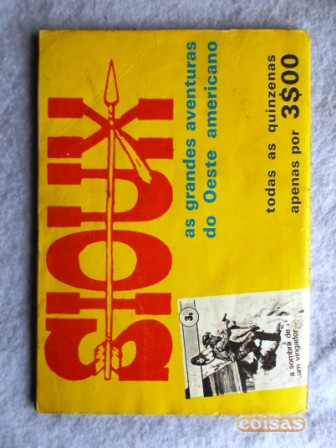 SIOUX
as grandes aventuras
do Oeste americano
todas as quinzenas
apenas por 3$00
3.
a sombra de
um vingador
coisas